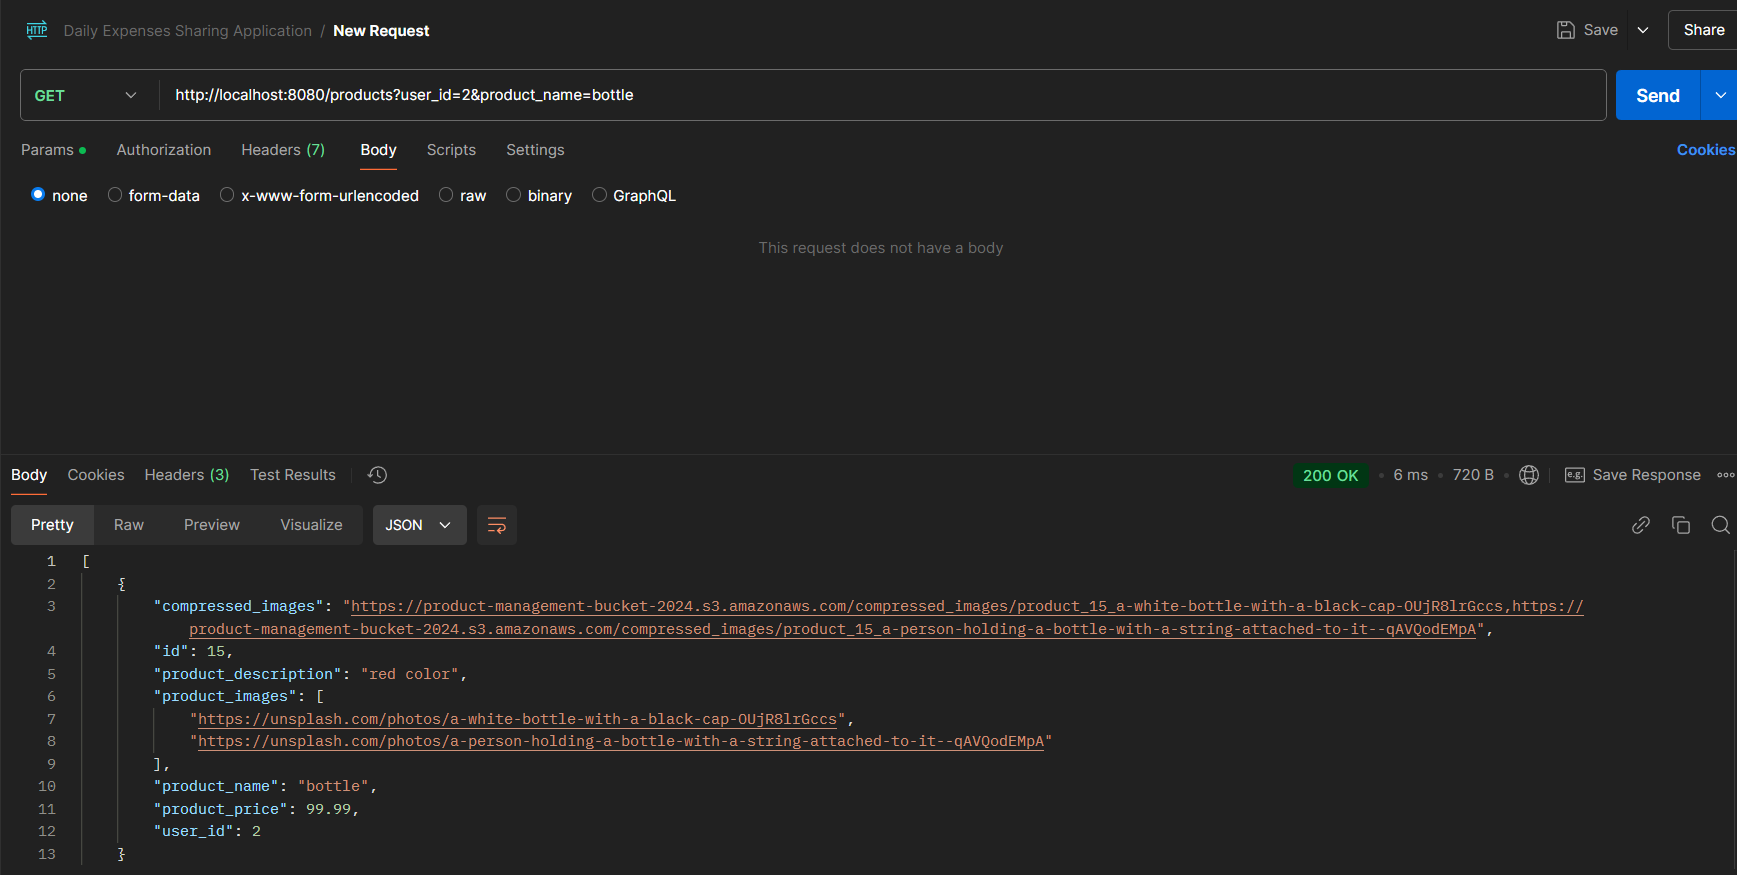 HTTP Daily Expenses Sharing Application / New Request Save Share
GET http://localhost:8080/products?user_id=2&product_name=bottle Send
Params Authorization Headers (7) Body Scripts Settings Cookies
none form-data x-www-form-urlencoded raw binary GraphQL
This request does not have a body
Body Cookies Headers (3) Test Results 200 OK 6 ms 720 B e.g. Save Response
Pretty Raw Preview Visualize JSON
1 [
2 {
3 "compressed_images": "https://product-management-bucket-2024.s3.amazonaws.com/compressed_images/product_15_a-white-bottle-with-a-black-cap-OUjR8lrGccs,https://
product-management-bucket-2024.s3.amazonaws.com/compressed_images/product_15_a-person-holding-a-bottle-with-a-string-attached-to-it--qAVQodEMpA",
4 "id": 15,
5 "product_description": "red color",
6 "product_images": [
7 "https://unsplash.com/photos/a-white-bottle-with-a-black-cap-OUjR8lrGccs",
8 "https://unsplash.com/photos/a-person-holding-a-bottle-with-a-string-attached-to-it--qAVQodEMpA"
9 ],
10 "product_name": "bottle",
11 "product_price": 99.99,
12 "user_id": 2
13 }